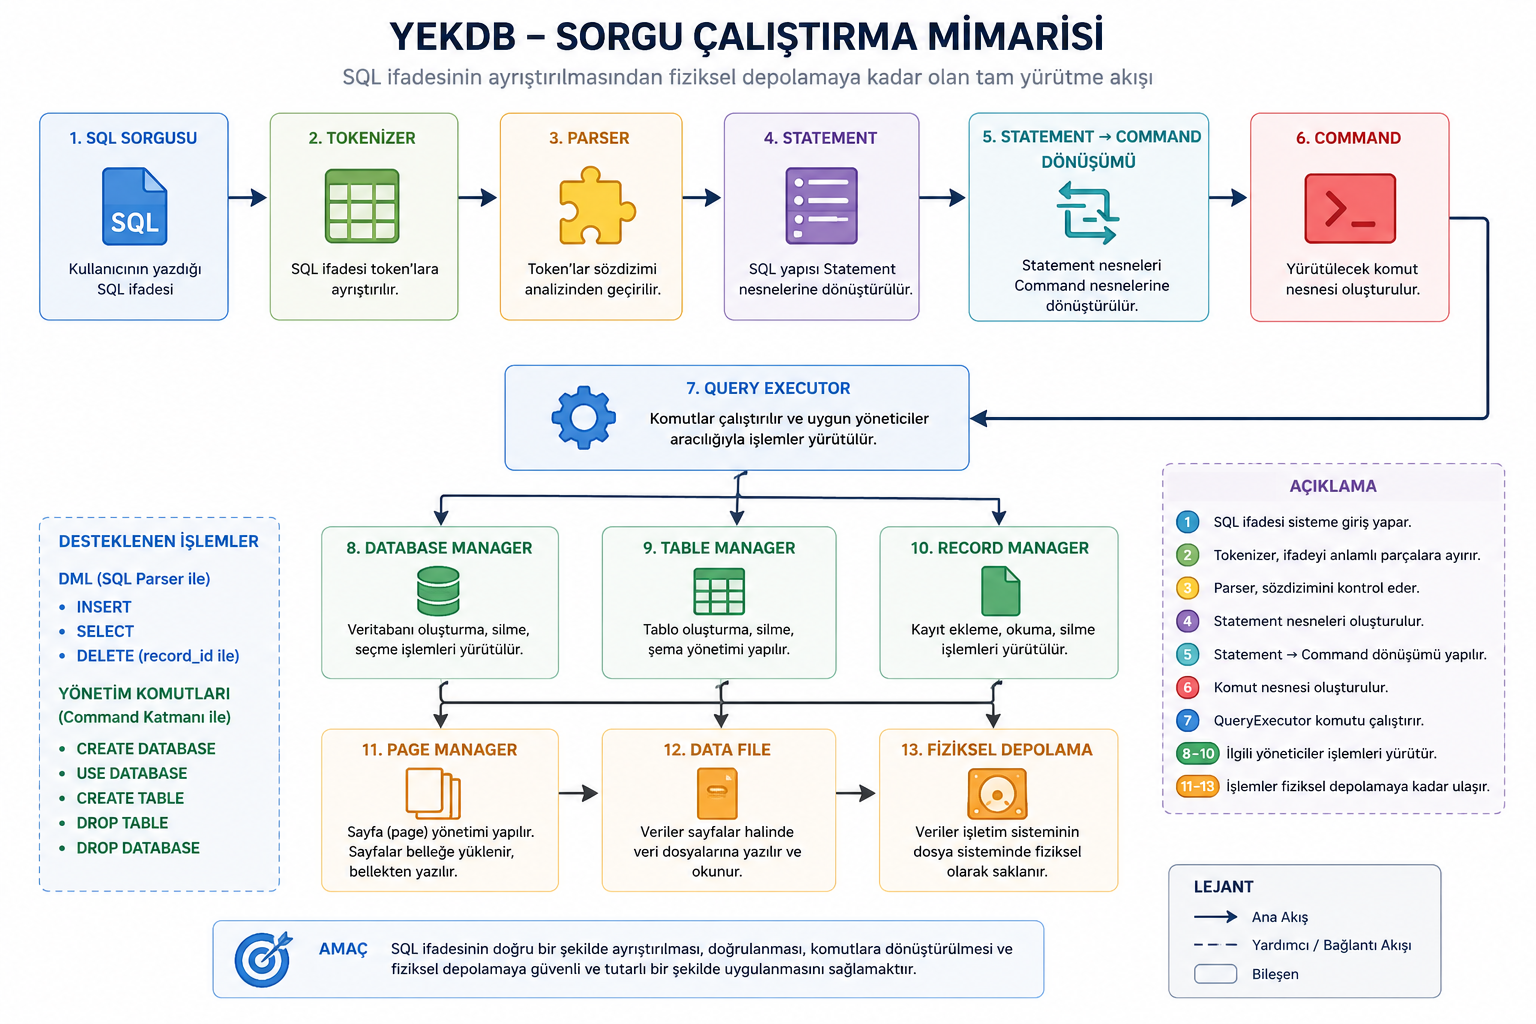 YEKDB – SORGU ÇALIŞTIRMA MİMARİSİ
SQL ifadesinin ayrıştırılmasından fiziksel depolamaya kadar olan tam yürütme akışı
1. SQL SORGUSU
SQL
Kullanıcının yazdığı
SQL ifadesi
2. TOKENİZER
SQL ifadesi token'lara
ayrıştırılır.
3. PARSER
Token'lar sözdizimi
analizinden geçirilir.
4. STATEMENT
SQL yapısı Statement
nesnelerine dönüştürülür.
5. STATEMENT → COMMAND
DÖNÜŞÜMÜ
Statement nesneleri
Command nesnelerine
dönüştürülür.
6. COMMAND
Yürütülecek komut
nesnesi oluşturulur.
7. QUERY EXECUTOR
Komutlar çalıştırılır ve uygun yöneticiler
aracılığıyla işlemler yürütülür.
DESTEKLENEN İŞLEMLER
DML (SQL Parser ile)
• INSERT
• SELECT
• DELETE (record_id ile)
YÖNETİM KOMUTLARI
(Command Katmanı ile)
• CREATE DATABASE
• USE DATABASE
• CREATE TABLE
• DROP TABLE
• DROP DATABASE
8. DATABASE MANAGER
Veritabanı oluşturma, silme,
seçme işlemleri yürütülür.
9. TABLE MANAGER
Tablo oluşturma, silme,
şema yönetimi yapılır.
10. RECORD MANAGER
Kayıt ekleme, okuma, silme
işlemleri yürütülür.
11. PAGE MANAGER
Sayfa (page) yönetimi yapılır.
Sayfalar belleğe yüklenir,
bellekten yazılır.
12. DATA FILE
Veriler sayfalar halinde
veri dosyalarına yazılır ve
okunur.
13. FİZİKSEL DEPOLAMA
Veriler işletim sisteminin
dosya sisteminde fiziksel
olarak saklanır.
AÇIKLAMA
1 SQL ifadesi sisteme giriş yapar.
2 Tokenizer, ifadeyi anlamlı parçalara ayırır.
3 Parser, sözdizimini kontrol eder.
4 Statement nesneleri oluşturulur.
5 Statement → Command dönüşümü yapılır.
6 Komut nesnesi oluşturulur.
7 QueryExecutor komutu çalıştırır.
8–10 İlgili yöneticiler işlemleri yürütür.
11–13 İşlemler fiziksel depolamaya kadar ulaşır.
LEJANT
Ana Akış
Yardımcı / Bağlantı Akışı
Bileşen
AMAÇ
SQL ifadesinin doğru bir şekilde ayrıştırılması, doğrulanması, komutlara dönüştürülmesi ve
fiziksel depolamaya güvenli ve tutarlı bir şekilde uygulanmasını sağlamaktıır.